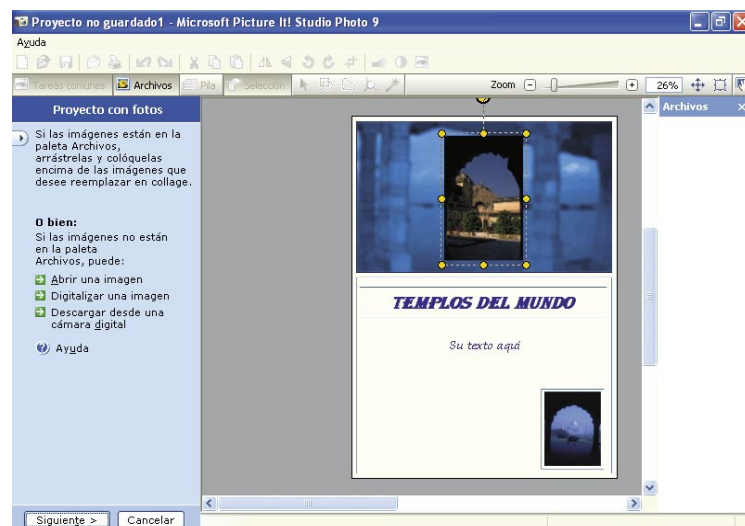 Proyecto no guardado1 - Microsoft Picture It! Studio Photo 9
Ayuda
Tareas comunes Archivos Pila Selección Zoom 26%
Proyecto con fotos
Si las imágenes están en la
paleta Archivos,
arrástrelas y colóquelas
encima de las imágenes que
desee reemplazar en collage.
O bien:
Si las imágenes no están
en la paleta
Archivos, puede:
Abrir una imagen
Digitalizar una imagen
Descargar desde una
cámara digital
Ayuda
Siguiente > Cancelar
TEMPLOS DEL MUNDO
Su texto aquí
Archivos